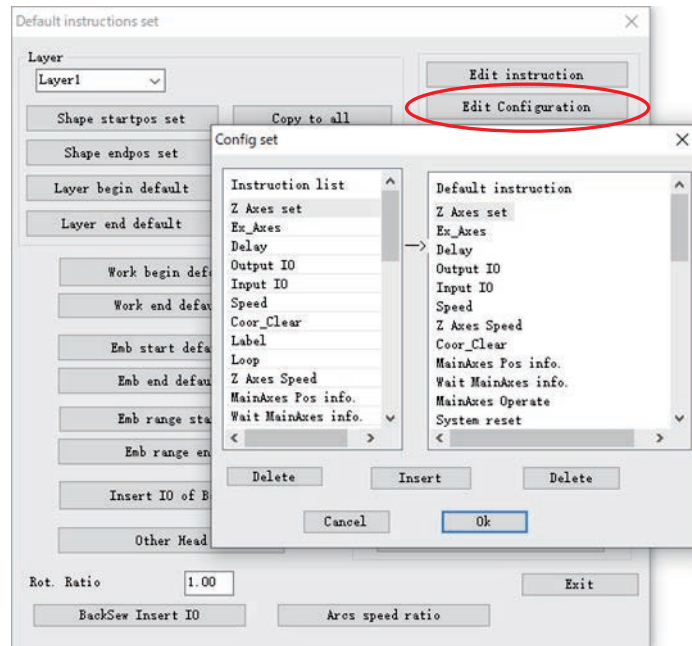 Default instructions set
Layer
Layer1
Edit instruction
Edit Configuration
Shape startpos set
Copy to all
Shape endpos set
Layer begin default
Layer end default
Config set
Instruction list
Z Axes set
Ex_Axes
Delay
Output IO
Input IO
Speed
Coor_Clear
Label
Loop
Z Axes Speed
MainAxes Pos info.
Wait MainAxes info.
->
Default instruction
Z Axes set
Ex_Axes
Delay
Output IO
Input IO
Speed
Z Axes Speed
Coor_Clear
MainAxes Pos info.
Wait MainAxes info.
MainAxes Operate
System reset
Delete
Insert
Delete
Cancel
Ok
Work begin def
Work end defau
Emb start defa
Emb end defau
Emb range sta
Emb range en
Insert IO of B
Other Head
Rot. Ratio
1.00
Exit
BackSew Insert IO
Arcs speed ratio